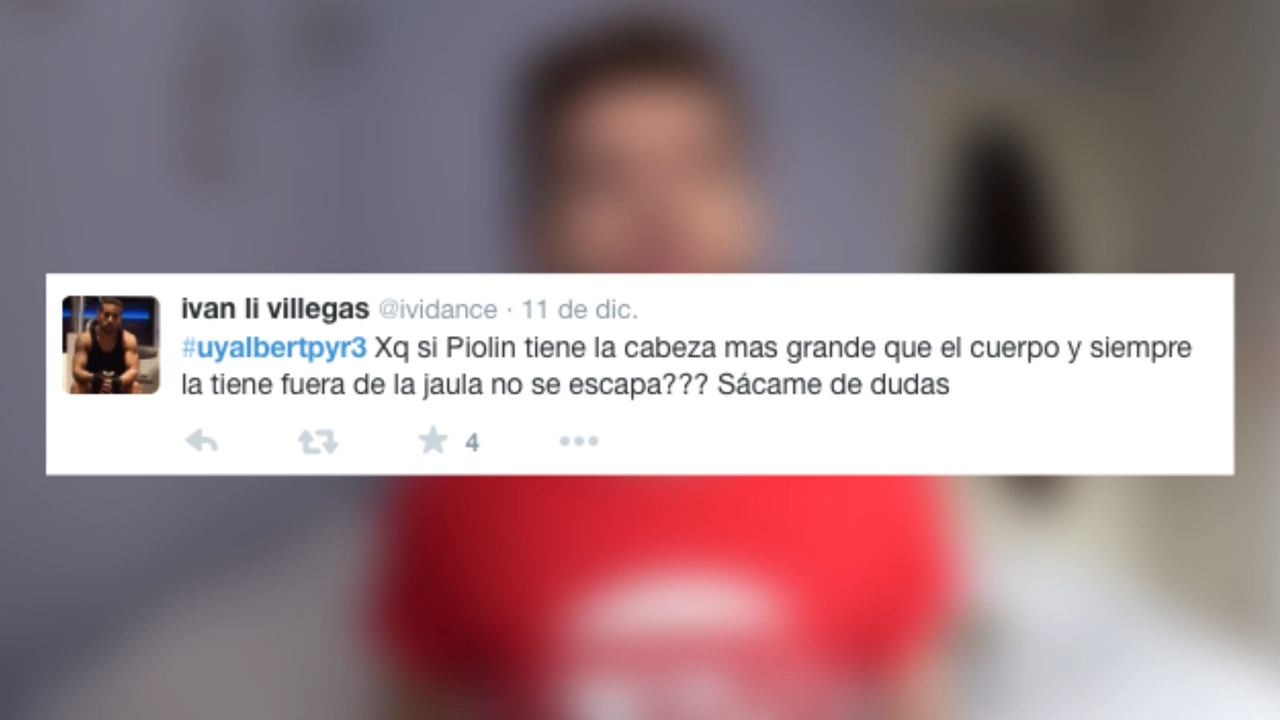 ivan li villegas @ividance · 11 de dic.
#uyalbertpyr3 Xq si Piolin tiene la cabeza mas grande que el cuerpo y siempre
la tiene fuera de la jaula no se escapa??? Sácame de dudas
4